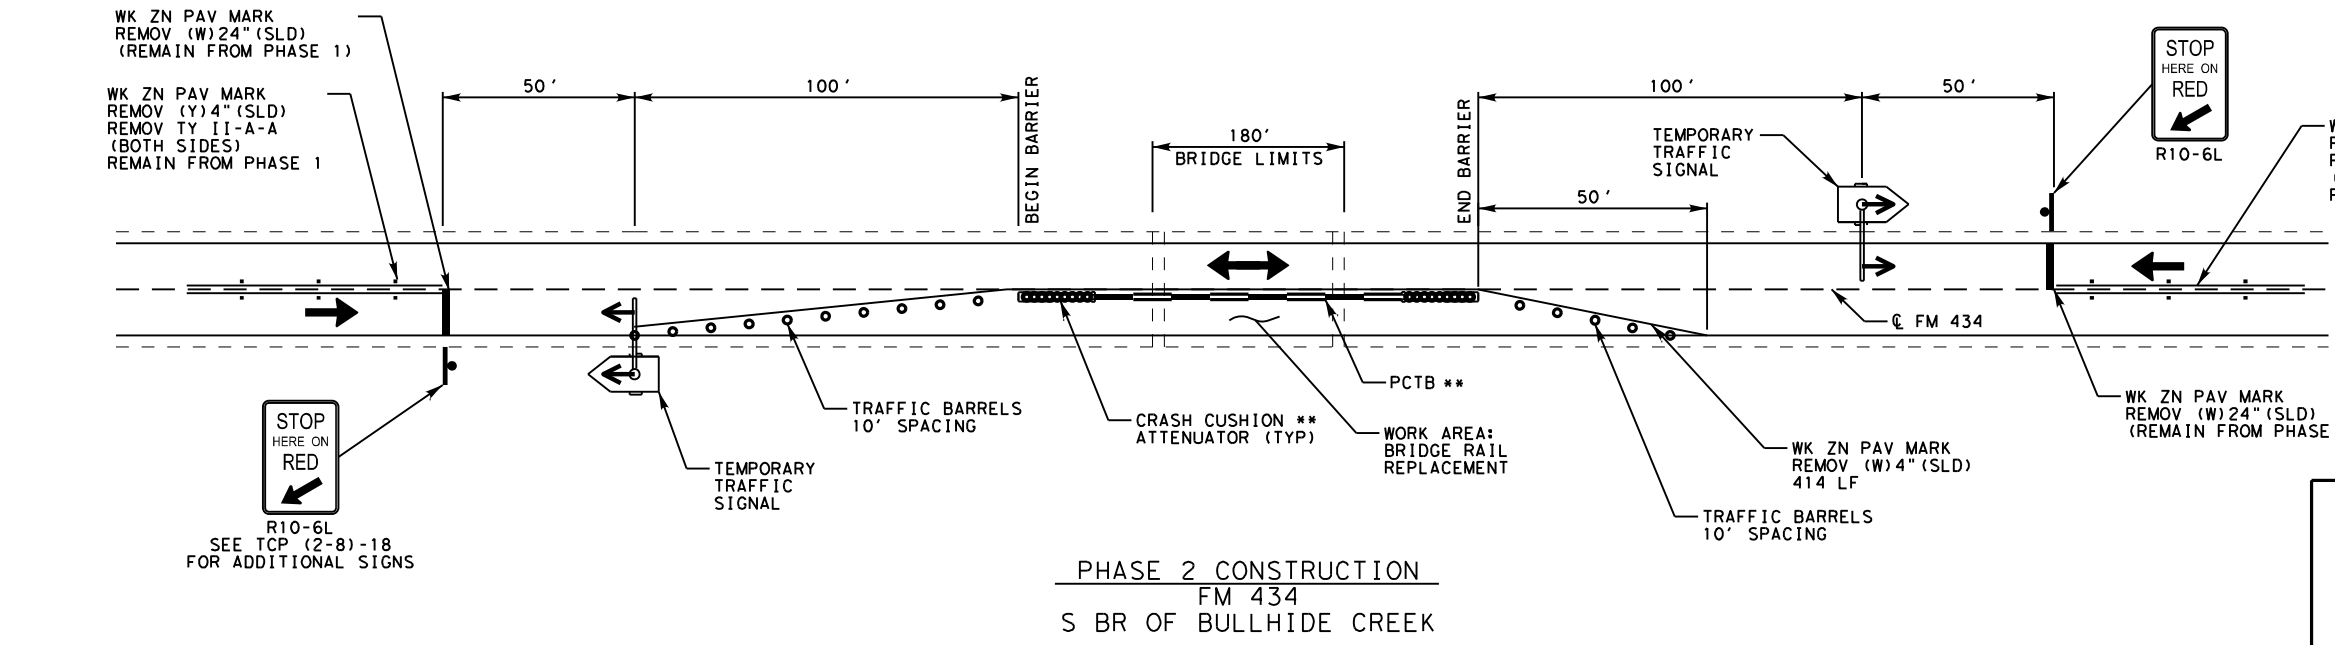 WK ZN PAV MARK
REMOV (W)24"(SLD)
(REMAIN FROM PHASE 1)
WK ZN PAV MARK
REMOV (Y)4"(SLD)
REMOV TY II-A-A
(BOTH SIDES)
REMAIN FROM PHASE 1
50'
100'
BEGIN BARRIER
180'
BRIDGE LIMITS
END BARRIER
100'
50'
50'
TEMPORARY
TRAFFIC
SIGNAL
STOP
HERE ON
RED
R10-6L
℄ FM 434
STOP
HERE ON
RED
R10-6L
SEE TCP (2-8)-18
FOR ADDITIONAL SIGNS
TEMPORARY
TRAFFIC
SIGNAL
TRAFFIC BARRELS
10' SPACING
CRASH CUSHION **
ATTENUATOR (TYP)
PCTB **
WORK AREA:
BRIDGE RAIL
REPLACEMENT
WK ZN PAV MARK
REMOV (W)4"(SLD)
414 LF
TRAFFIC BARRELS
10' SPACING
WK ZN PAV MARK
REMOV (W)24"(SLD)
(REMAIN FROM PHASE
PHASE 2 CONSTRUCTION
FM 434
S BR OF BULLHIDE CREEK